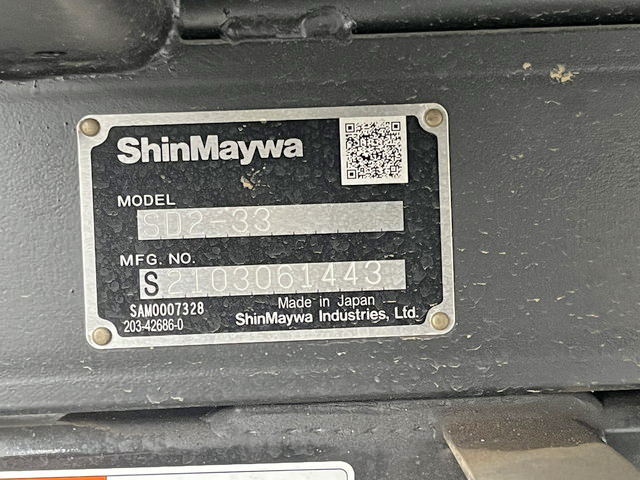 ShinMaywa
MODEL
SD2-33
MFG. NO.
S2103061443
SAM0007328
203-42686-0
Made in Japan
ShinMaywa Industries, Ltd.